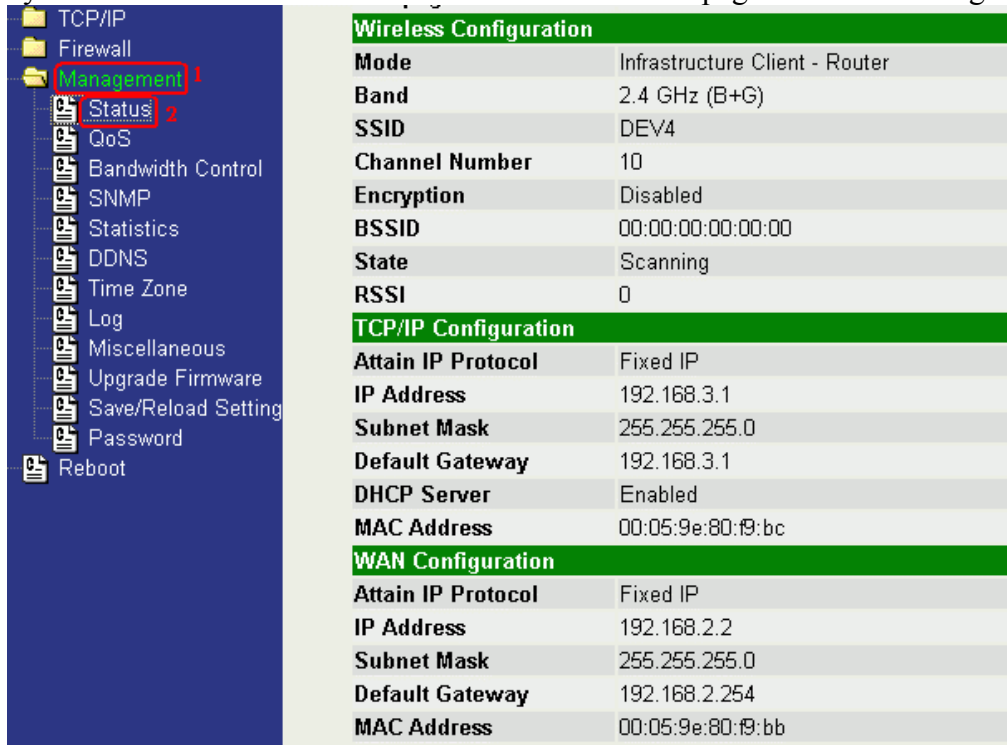 TCP/IP
Firewall
Management 1
Status 2
QoS
Bandwidth Control
SNMP
Statistics
DDNS
Time Zone
Log
Miscellaneous
Upgrade Firmware
Save/Reload Setting
Password
Reboot
Wireless Configuration
Mode Infrastructure Client - Router
Band 2.4 GHz (B+G)
SSID DEV4
Channel Number 10
Encryption Disabled
BSSID 00:00:00:00:00:00
State Scanning
RSSI 0
TCP/IP Configuration
Attain IP Protocol Fixed IP
IP Address 192.168.3.1
Subnet Mask 255.255.255.0
Default Gateway 192.168.3.1
DHCP Server Enabled
MAC Address 00:05:9e:80:f9:bc
WAN Configuration
Attain IP Protocol Fixed IP
IP Address 192.168.2.2
Subnet Mask 255.255.255.0
Default Gateway 192.168.2.254
MAC Address 00:05:9e:80:f9:bb